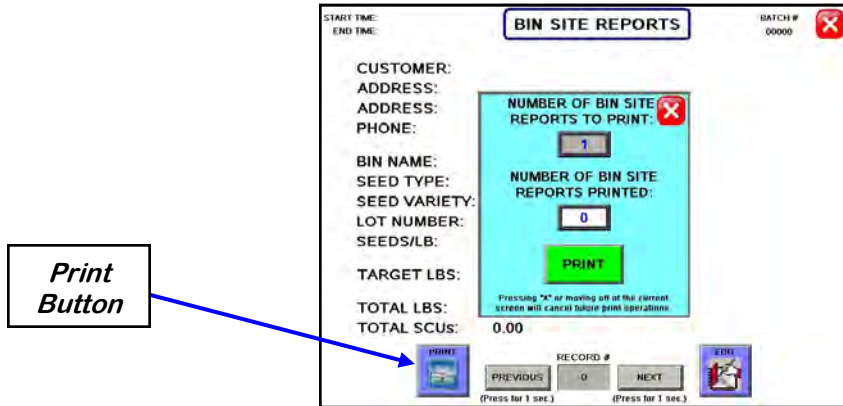 START TIME:
END TIME:
BIN SITE REPORTS
BATCH #
00000
CUSTOMER:
ADDRESS:
ADDRESS:
PHONE:
BIN NAME:
SEED TYPE:
SEED VARIETY:
LOT NUMBER:
SEEDS/LB:
TARGET LBS:
TOTAL LBS:
TOTAL SCUs: 0.00
NUMBER OF BIN SITE
REPORTS TO PRINT:
1
NUMBER OF BIN SITE
REPORTS PRINTED:
0
PRINT
Pressing "X" or moving off of the current
screen will cancel future print operations.
Print
Button
PRINT
RECORD #
PREVIOUS 0 NEXT
(Press for 1 sec.) (Press for 1 sec.)
EDIT